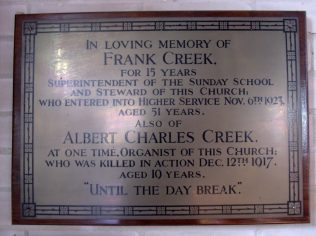 IN LOVING MEMORY OF
FRANK CREEK,
FOR 15 YEARS
SUPERINTENDENT OF THE SUNDAY SCHOOL
AND STEWARD OF THIS CHURCH;
WHO ENTERED INTO HIGHER SERVICE NOV. 6TH 1923,
AGED 51 YEARS.
ALSO OF
ALBERT CHARLES CREEK.
AT ONE TIME, ORGANIST OF THIS CHURCH;
WHO WAS KILLED IN ACTION DEC. 12TH 1917.
AGED 19 YEARS.
"UNTIL THE DAY BREAK."